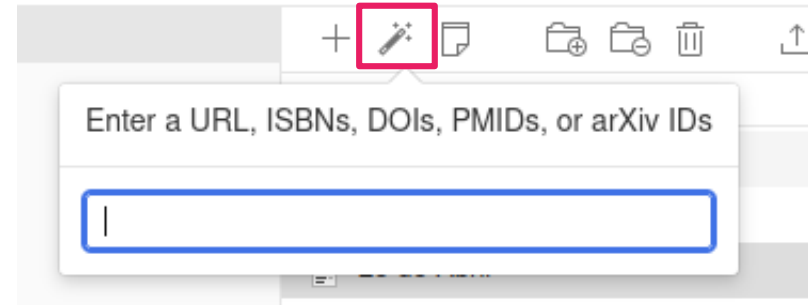 Enter a URL, ISBNs, DOIs, PMIDs, or arXiv IDs